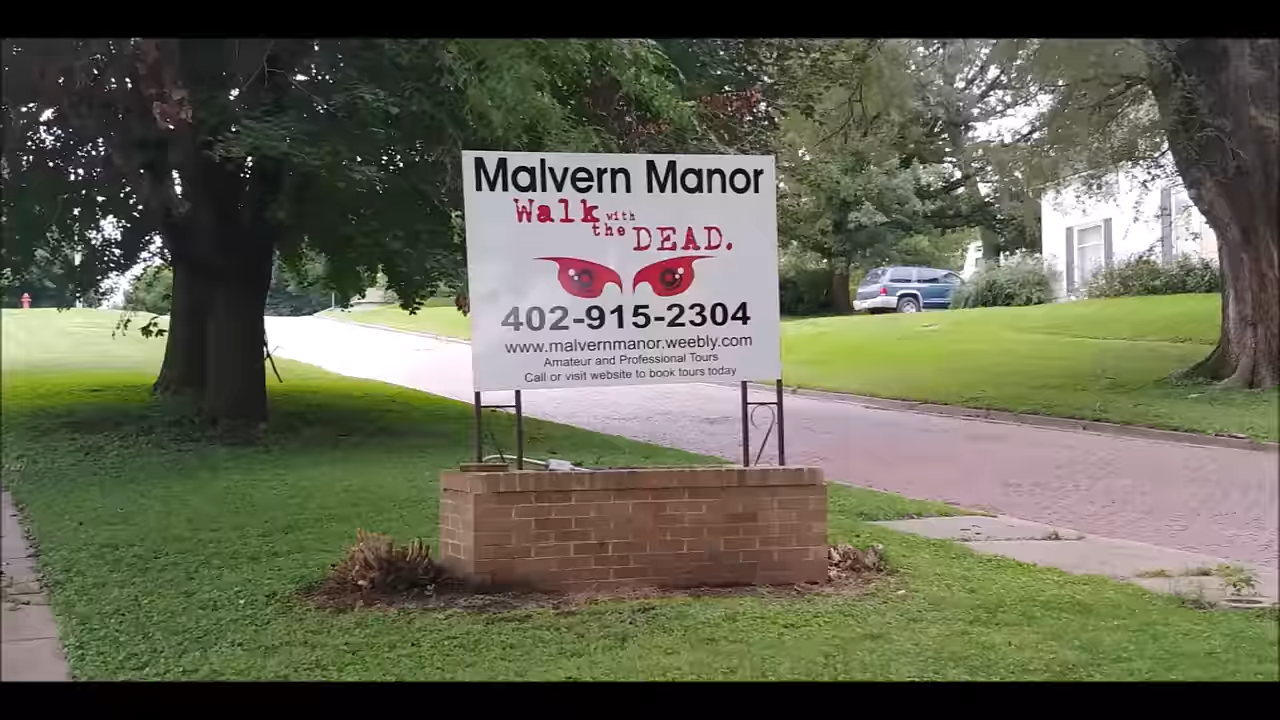 Malvern Manor
Walk with the DEAD.
402-915-2304
www.malvernmanor.weebly.com
Amateur and Professional Tours
Call or visit website to book tours today